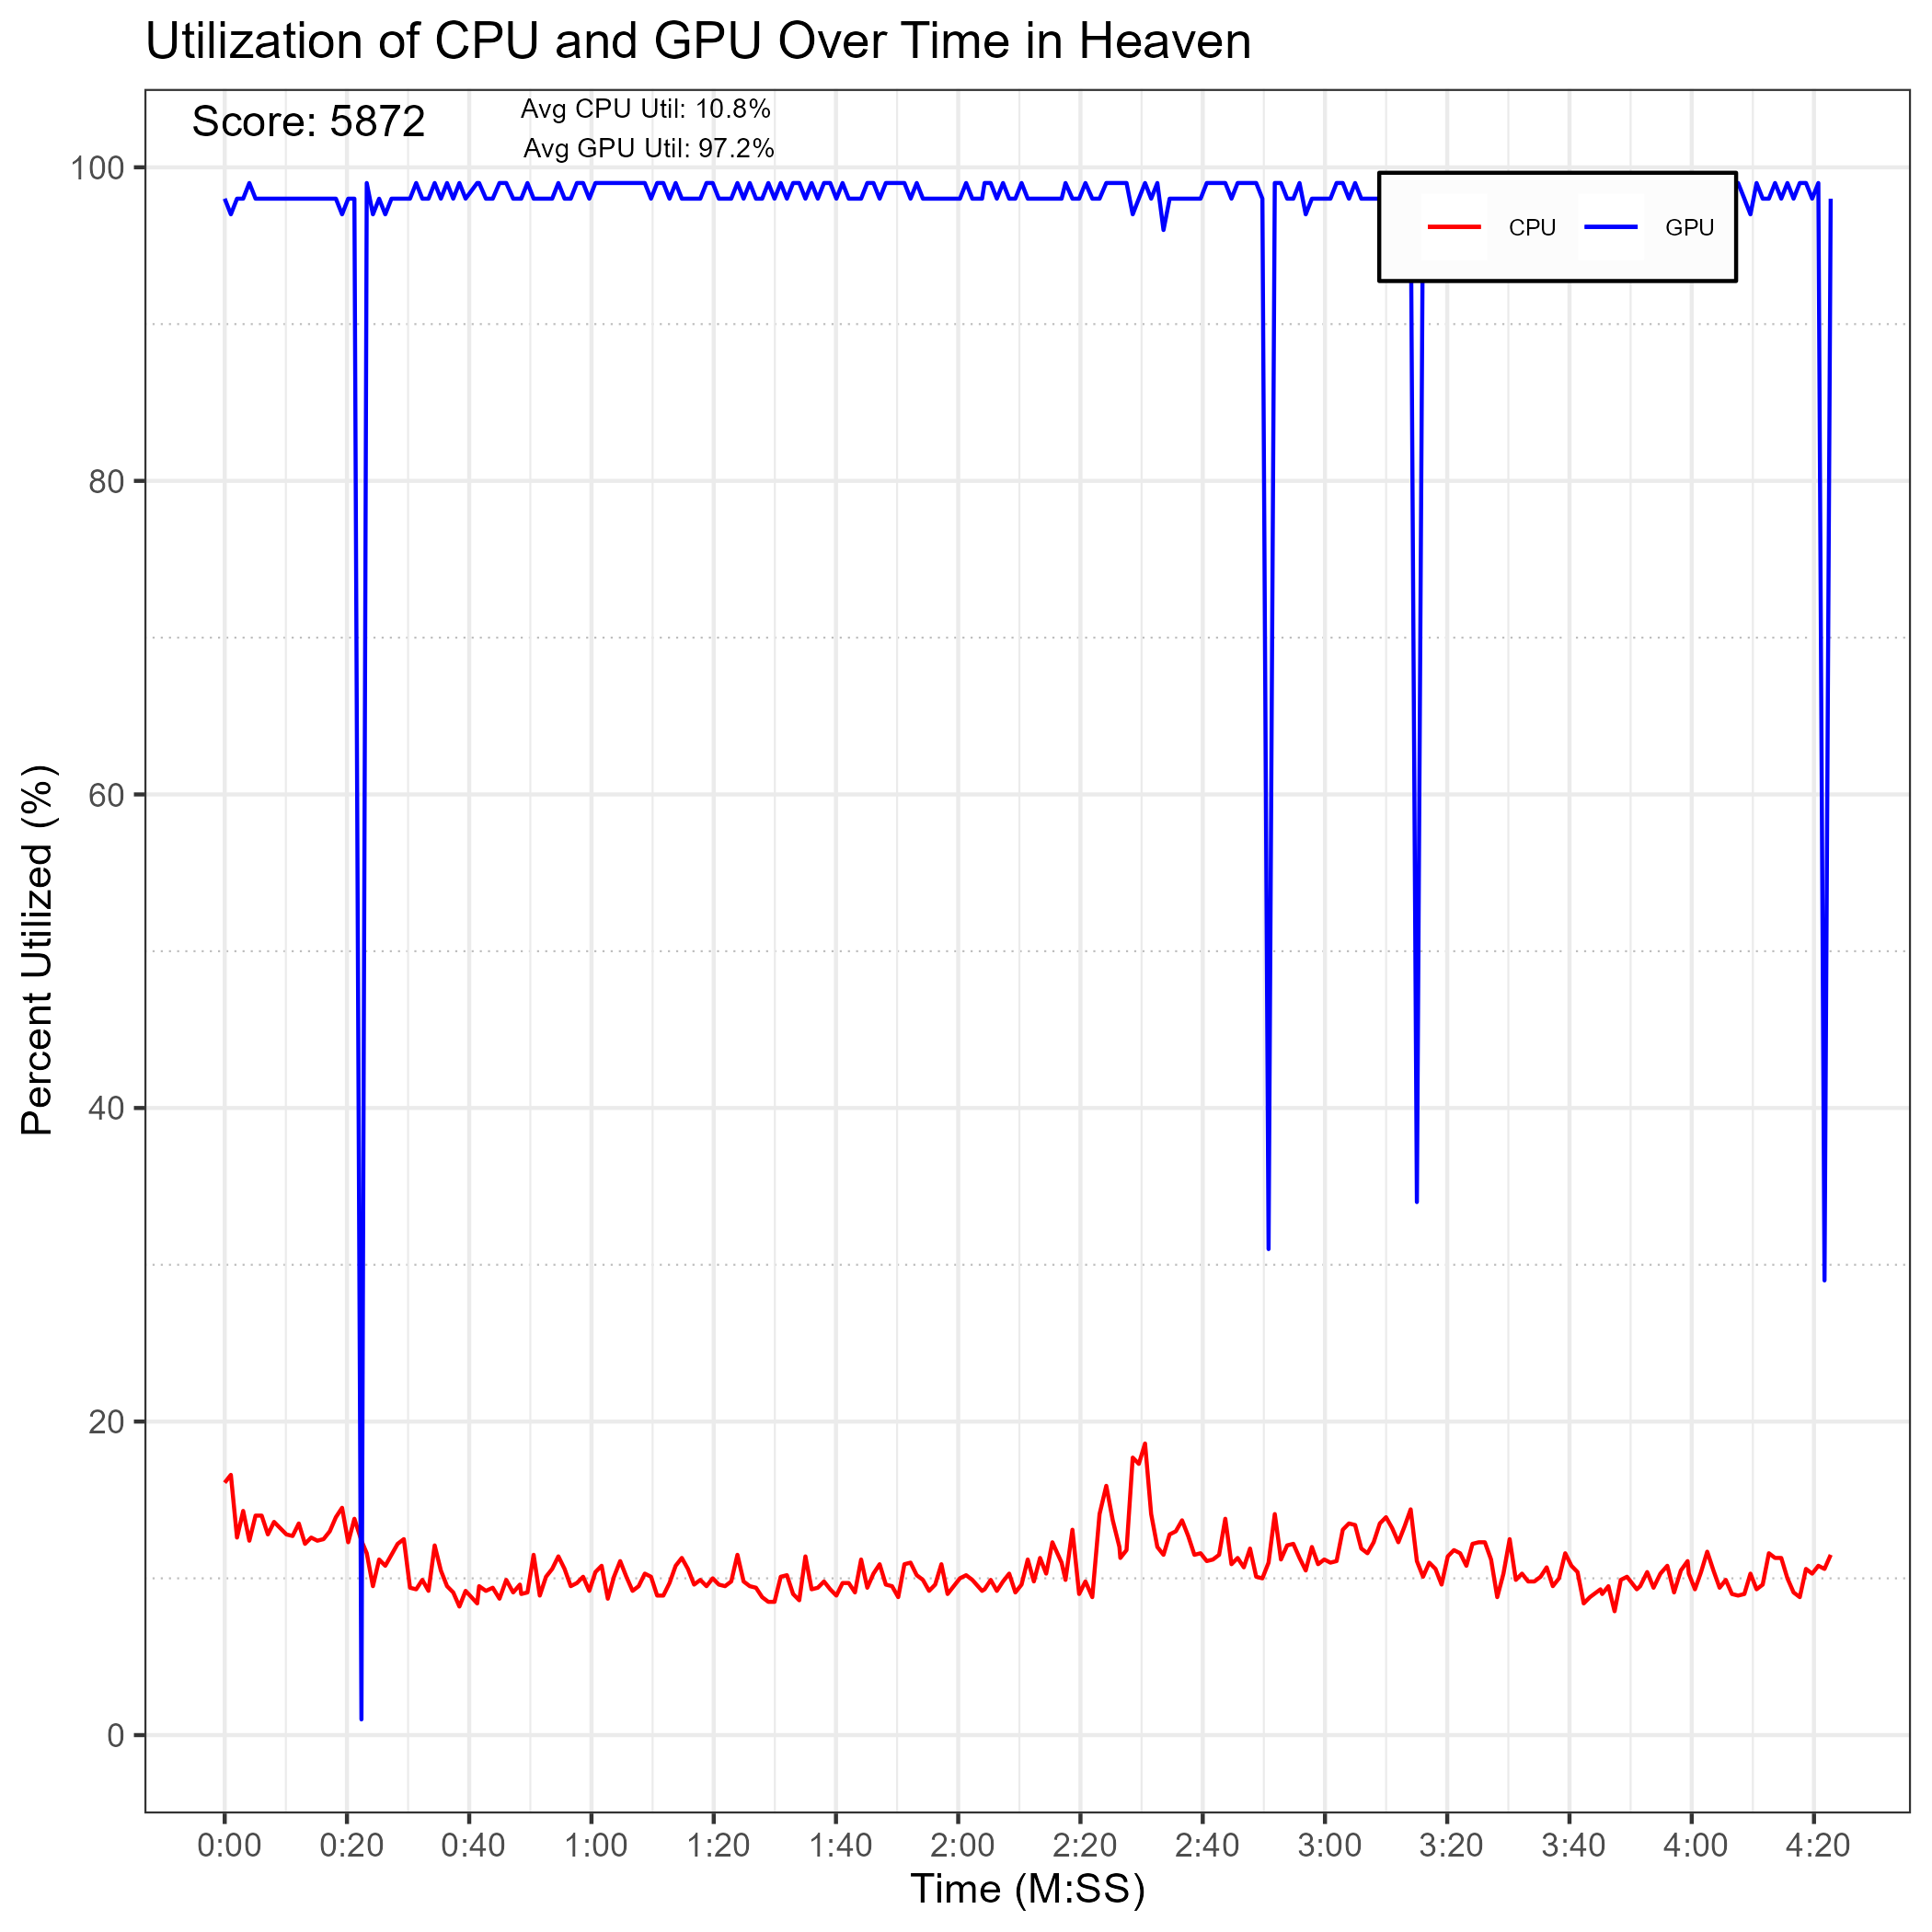 Utilization of CPU and GPU Over Time in Heaven
Score: 5872
Avg CPU Util: 10.8%
Avg GPU Util: 97.2%
CPU GPU
Percent Utilized (%)
100
80
60
40
20
0
0:00 0:20 0:40 1:00 1:20 1:40 2:00 2:20 2:40 3:00 3:20 3:40 4:00 4:20
Time (M:SS)